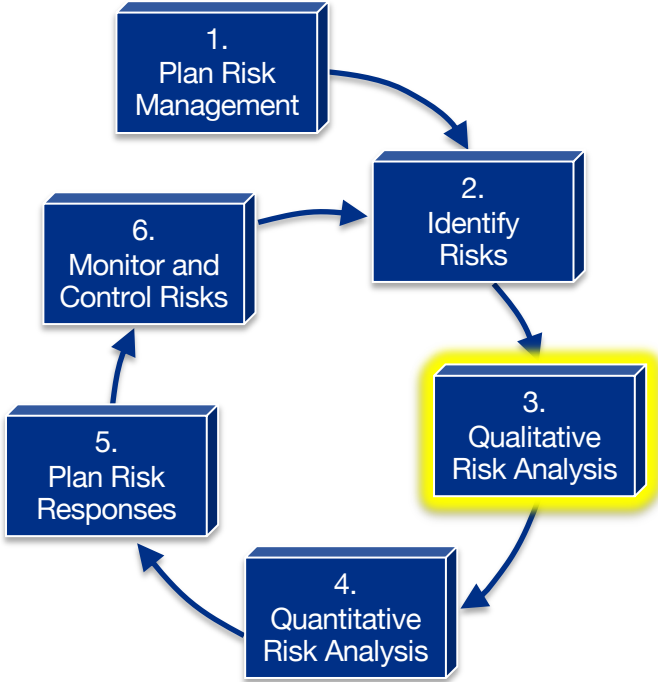 1.
Plan Risk
Management
2.
Identify
Risks
3.
Qualitative
Risk Analysis
4.
Quantitative
Risk Analysis
5.
Plan Risk
Responses
6.
Monitor and
Control Risks